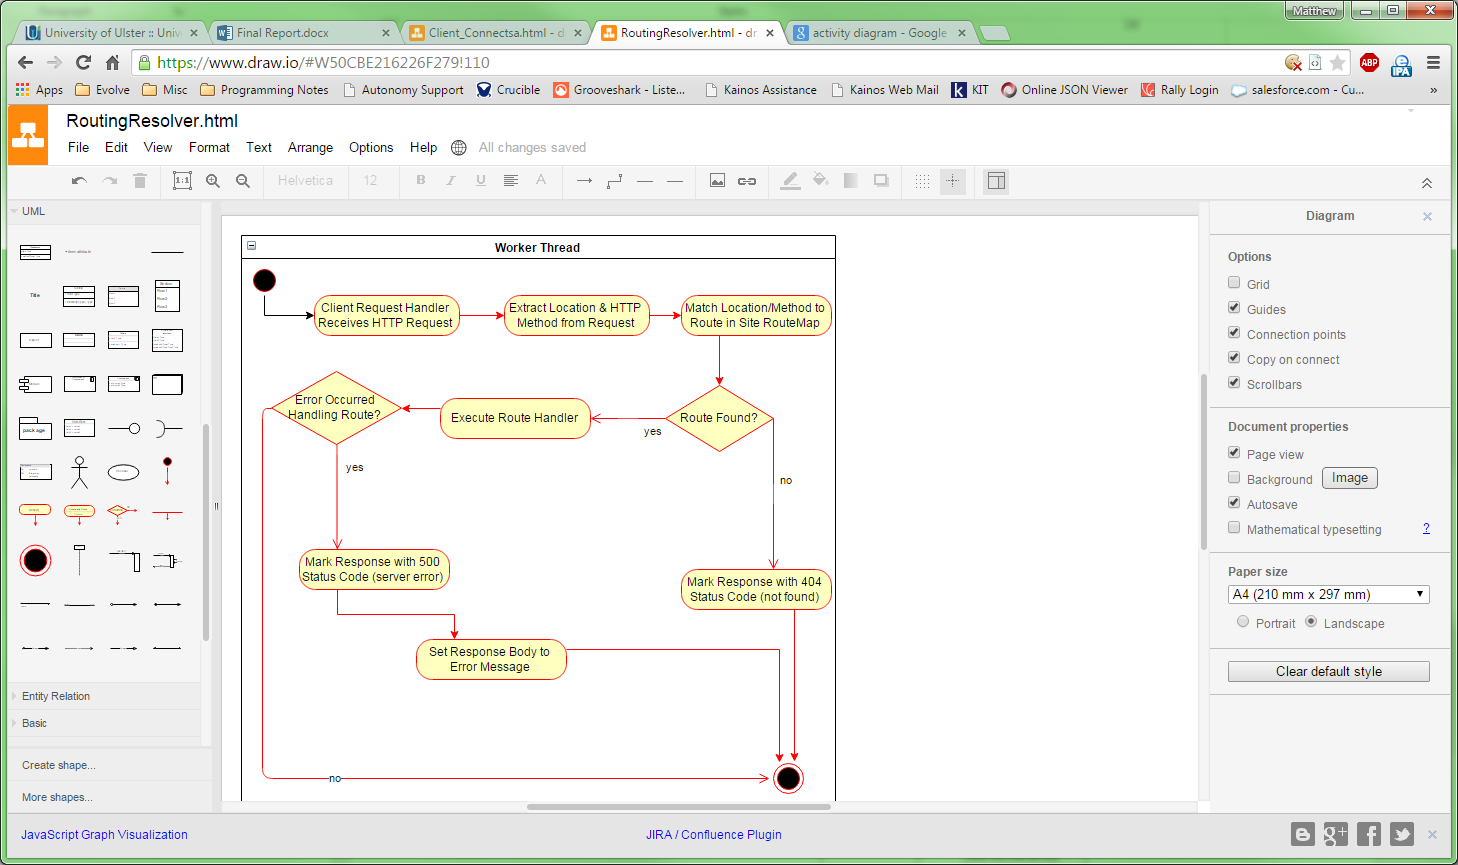 Matthew
University of Ulster :: Univ
Final Report.docx
Client_Connectsa.html - d
RoutingResolver.html - dr
activity diagram - Google
https://www.draw.io/#W50CBE216226F279!110
ABP
IPA
Apps
Evolve
Misc
Programming Notes
Autonomy Support
Crucible
Grooveshark - Liste...
Kainos Assistance
Kainos Web Mail
KIT
Online JSON Viewer
Rally Login
salesforce.com - Cu...
»
RoutingResolver.html
File Edit View Format Text Arrange Options Help
All changes saved
1:1
Helvetica
12
B I U A
UML
Title
package
Entity Relation
Basic
Create shape...
More shapes...
Worker Thread
Client Request Handler
Receives HTTP Request
Extract Location & HTTP
Method from Request
Match Location/Method to
Route in Site RouteMap
Error Occurred
Handling Route?
Execute Route Handler
Route Found?
yes
yes
no
Mark Response with 500
Status Code (server error)
Mark Response with 404
Status Code (not found)
Set Response Body to
Error Message
no
Diagram
Options
Grid
Guides
Connection points
Copy on connect
Scrollbars
Document properties
Page view
Background
Image
Autosave
Mathematical typesetting
?
Paper size
A4 (210 mm x 297 mm)
Portrait
Landscape
Clear default style
JavaScript Graph Visualization
JIRA / Confluence Plugin